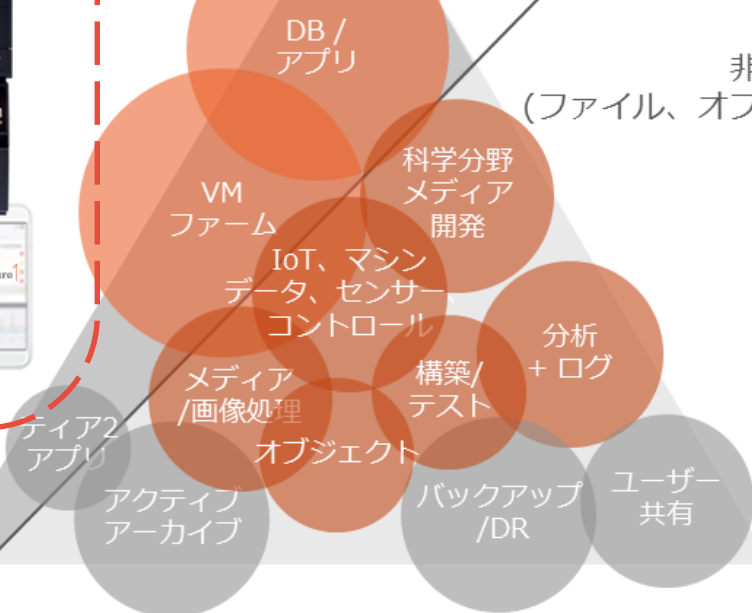 DB /
アプリ
非
(ファイル、オブ
科学分野
メディア
開発
VM
ファーム
IoT、マシン
データ、センサー、
コントロール
分析
+ ログ
構築/
テスト
メディア
/画像処理
オブジェクト
ティア2
アプリ
アクティブ
アーカイブ
バックアップ
/DR
ユーザー
共有